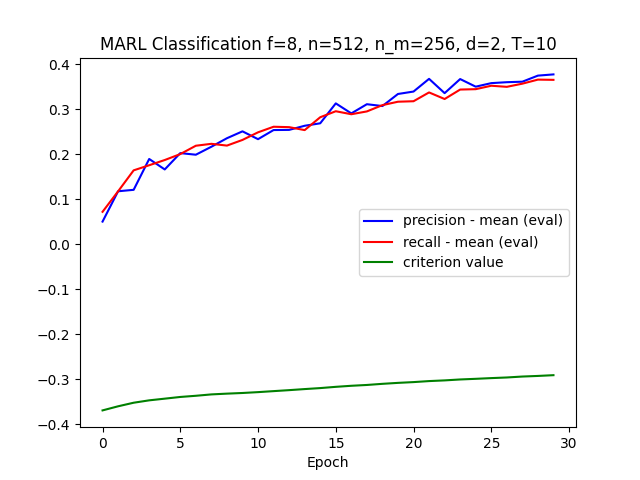 MARL Classification f=8, n=512, n_m=256, d=2, T=10
0.4
0.3
0.2
0.1
0.0
−0.1
−0.2
−0.3
−0.4
precision - mean (eval)
recall - mean (eval)
criterion value
0 5 10 15 20 25 30
Epoch